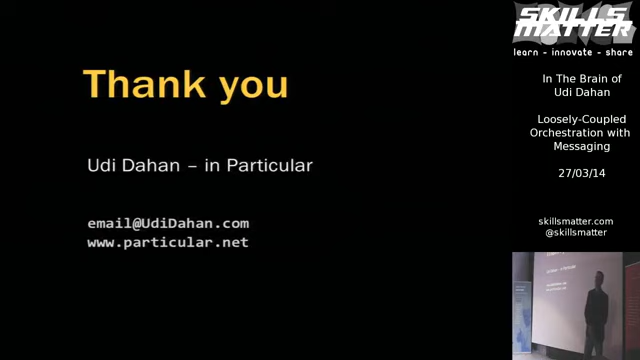 Thank you
Udi Dahan – in Particular
email@UdiDahan.com
www.particular.net
SKILLS
MATTER
learn - innovate - share
In The Brain of
Udi Dahan
Loosely-Coupled
Orchestration with
Messaging
27/03/14
skillsmatter.com
@skillsmatter